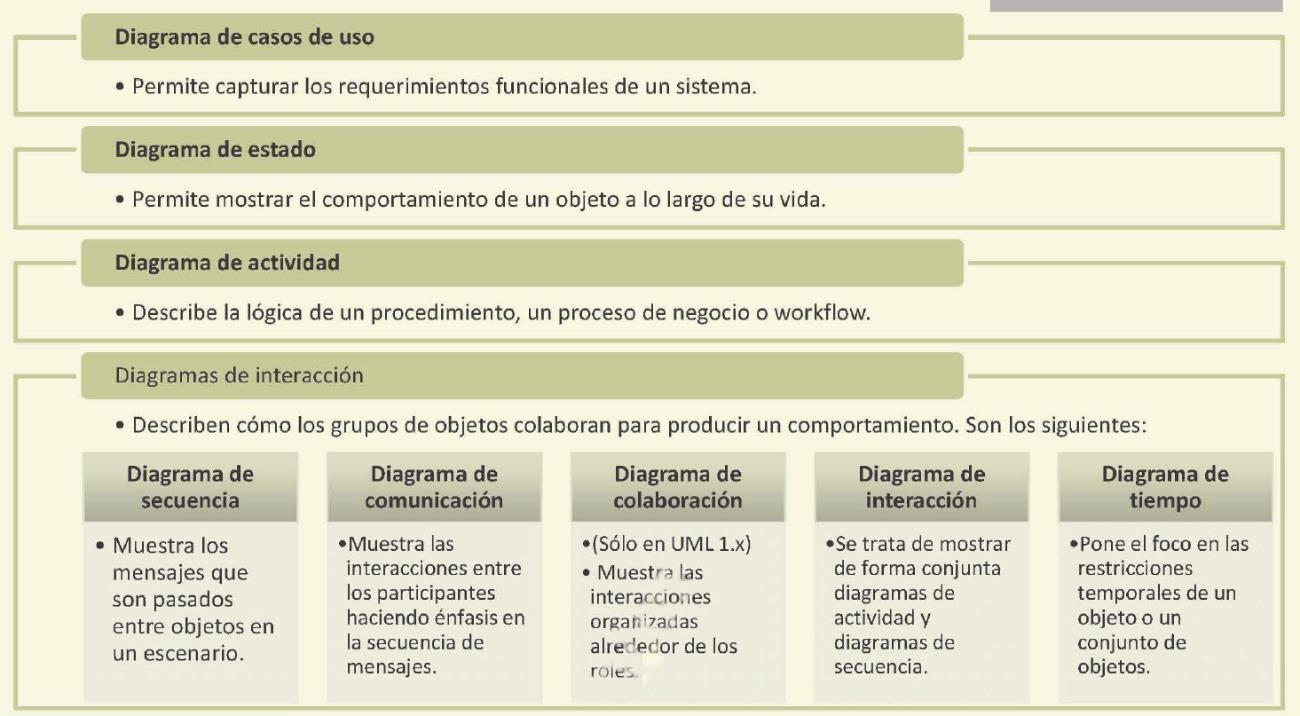 Diagrama de casos de uso
• Permite capturar los requerimientos funcionales de un sistema.
Diagrama de estado
• Permite mostrar el comportamiento de un objeto a lo largo de su vida.
Diagrama de actividad
• Describe la lógica de un procedimiento, un proceso de negocio o workflow.
Diagramas de interacción
• Describen cómo los grupos de objetos colaboran para producir un comportamiento. Son los siguientes:
Diagrama de
secuencia
• Muestra los
mensajes que
son pasados
entre objetos en
un escenario.
Diagrama de
comunicación
•Muestra las
interacciones entre
los participantes
haciendo énfasis en
la secuencia de
mensajes.
Diagrama de
colaboración
•(Sólo en UML 1.x)
• Muestra las
interacciones
organizadas
alrededor de los
roles.
Diagrama de
interacción
•Se trata de mostrar
de forma conjunta
diagramas de
actividad y
diagramas de
secuencia.
Diagrama de
tiempo
•Pone el foco en las
restricciones
temporales de un
objeto o un
conjunto de
objetos.